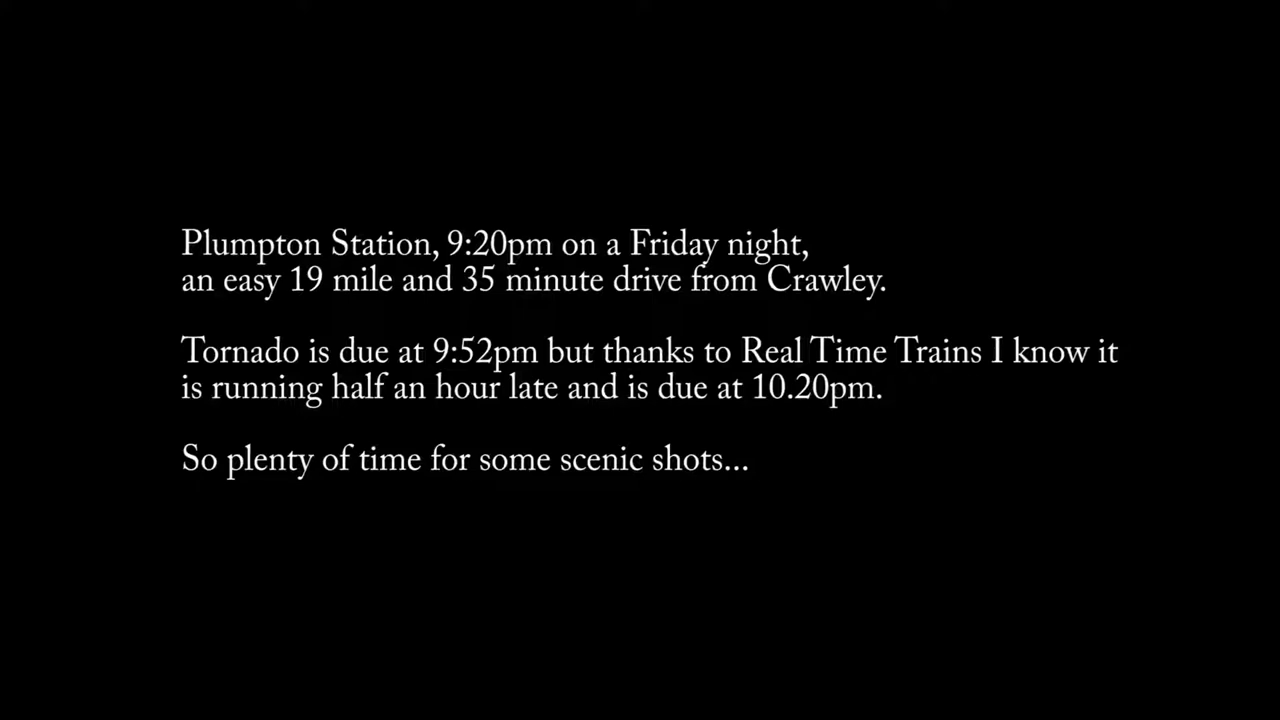 Plumpton Station, 9:20pm on a Friday night,
an easy 19 mile and 35 minute drive from Crawley.
Tornado is due at 9:52pm but thanks to Real Time Trains I know it
is running half an hour late and is due at 10.20pm.
So plenty of time for some scenic shots...